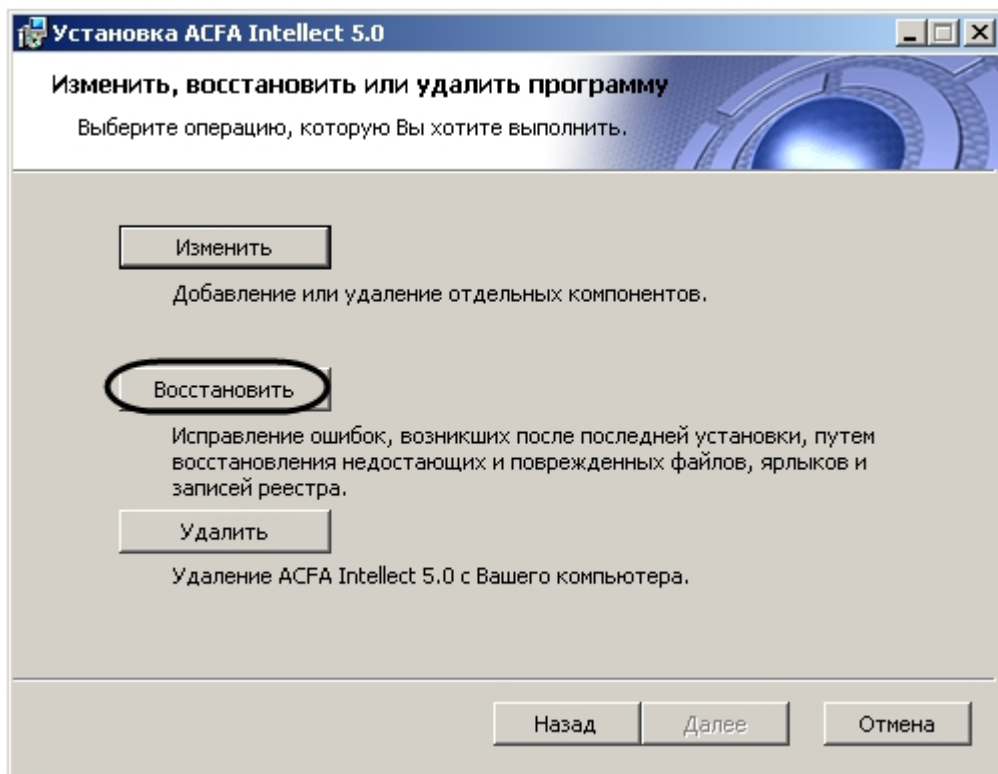 Установка ACFA Intellect 5.0
Изменить, восстановить или удалить программу
Выберите операцию, которую Вы хотите выполнить.
Изменить
Добавление или удаление отдельных компонентов.
Восстановить
Исправление ошибок, возникших после последней установки, путем
восстановления недостающих и поврежденных файлов, ярлыков и
записей реестра.
Удалить
Удаление ACFA Intellect 5.0 с Вашего компьютера.
Назад
Далее
Отмена